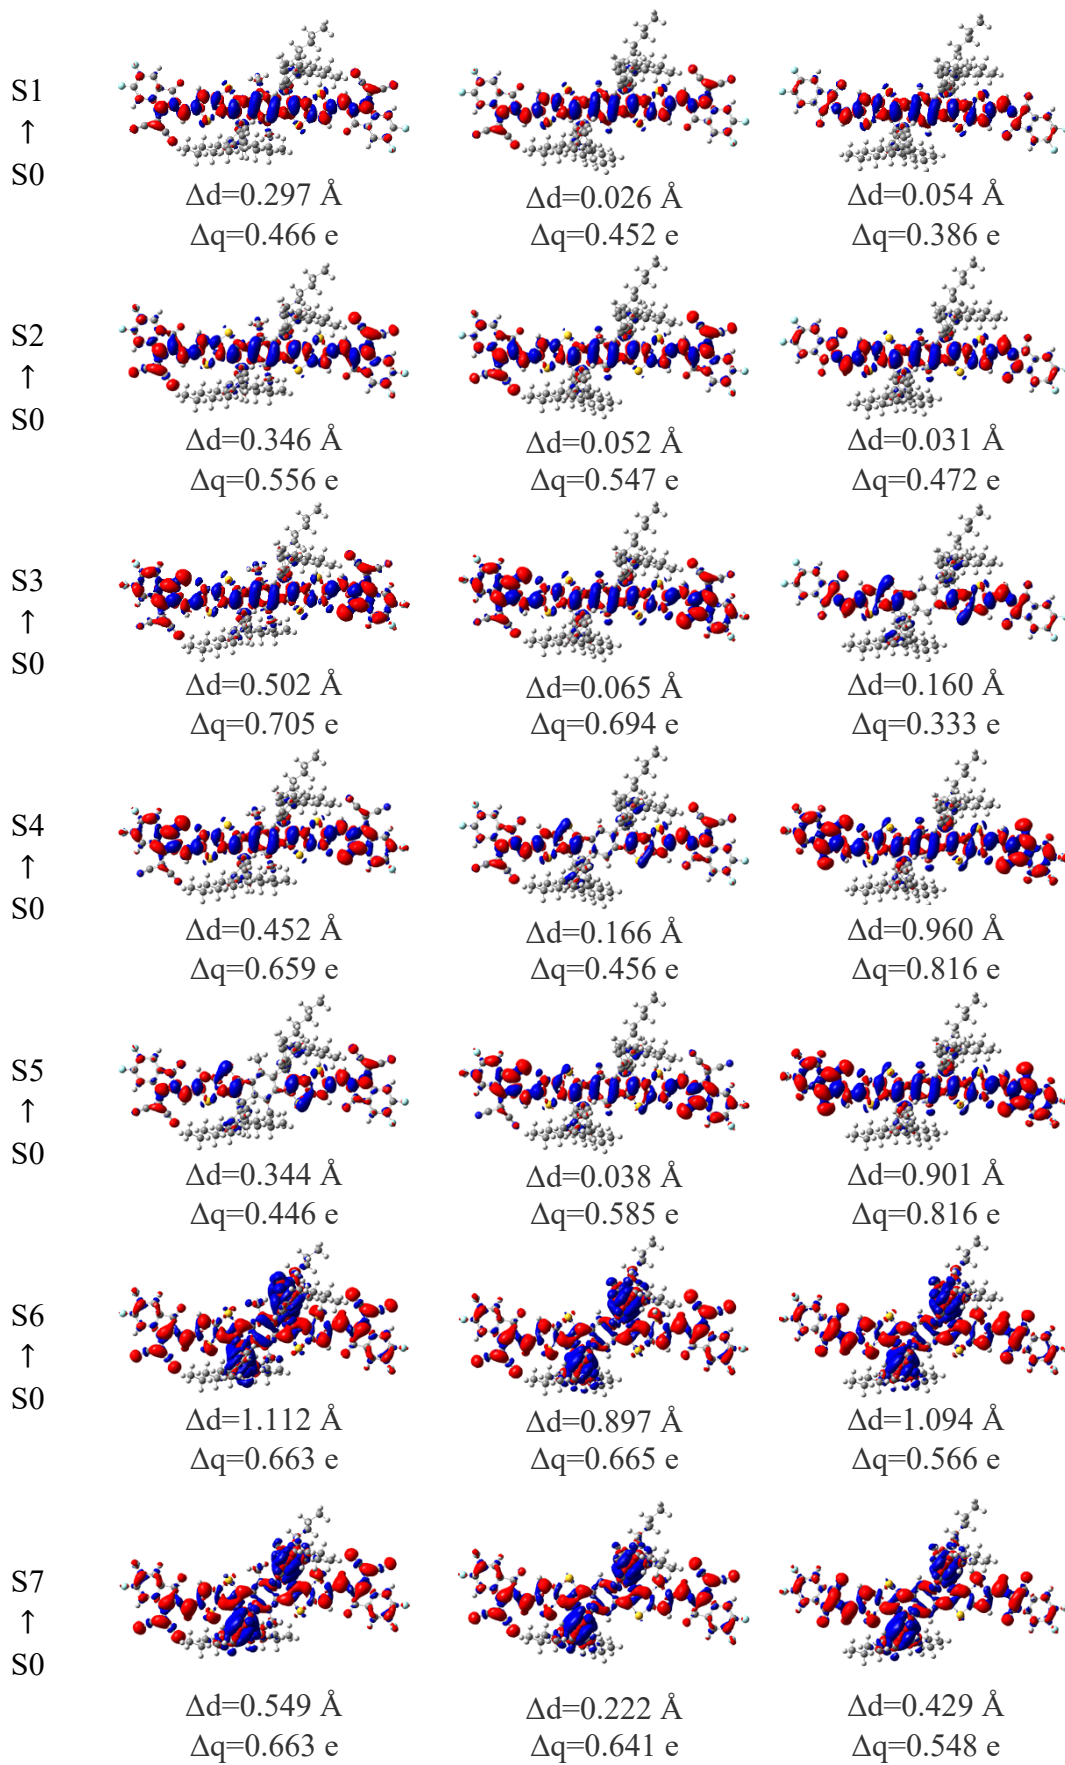 S1
↑
S0
Δd=0.297 Å
Δq=0.466 e
Δd=0.026 Å
Δq=0.452 e
Δd=0.054 Å
Δq=0.386 e
S2
↑
S0
Δd=0.346 Å
Δq=0.556 e
Δd=0.052 Å
Δq=0.547 e
Δd=0.031 Å
Δq=0.472 e
S3
↑
S0
Δd=0.502 Å
Δq=0.705 e
Δd=0.065 Å
Δq=0.694 e
Δd=0.160 Å
Δq=0.333 e
S4
↑
S0
Δd=0.452 Å
Δq=0.659 e
Δd=0.166 Å
Δq=0.456 e
Δd=0.960 Å
Δq=0.816 e
S5
↑
S0
Δd=0.344 Å
Δq=0.446 e
Δd=0.038 Å
Δq=0.585 e
Δd=0.901 Å
Δq=0.816 e
S6
↑
S0
Δd=1.112 Å
Δq=0.663 e
Δd=0.897 Å
Δq=0.665 e
Δd=1.094 Å
Δq=0.566 e
S7
↑
S0
Δd=0.549 Å
Δq=0.663 e
Δd=0.222 Å
Δq=0.641 e
Δd=0.429 Å
Δq=0.548 e